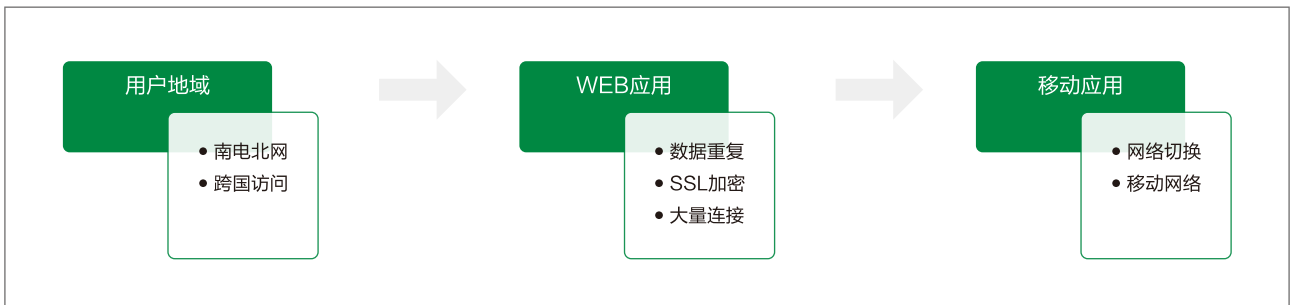 用户地域
• 南电北网
• 跨国访问
WEB应用
• 数据重复
• SSL加密
• 大量连接
移动应用
• 网络切换
• 移动网络